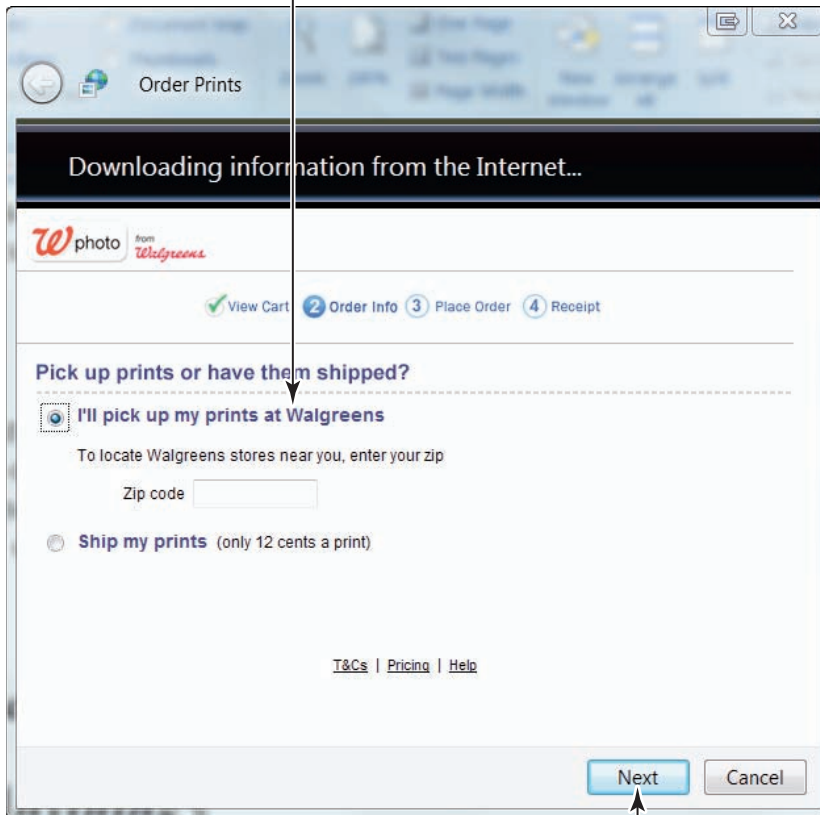 Order Prints
Downloading information from the Internet...
W photo from Walgreens
View Cart 2 Order Info 3 Place Order 4 Receipt
Pick up prints or have them shipped?
I'll pick up my prints at Walgreens
To locate Walgreens stores near you, enter your zip
Zip code
Ship my prints (only 12 cents a print)
T&Cs | Pricing | Help
Next Cancel